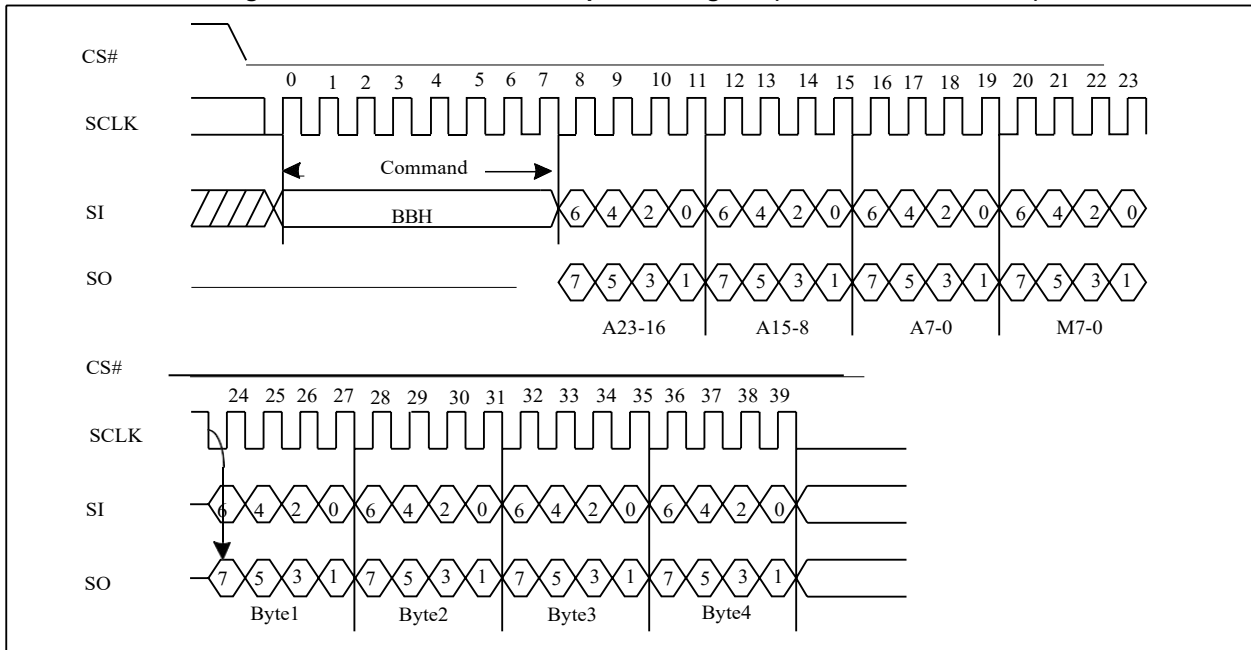 CS#
0 1 2 3 4 5 6 7 8 9 10 11 12 13 14 15 16 17 18 19 20 21 22 23
SCLK
Command
SI BBH 6 4 2 0 6 4 2 0 6 4 2 0 6 4 2 0
SO 7 5 3 1 7 5 3 1 7 5 3 1 7 5 3 1
A23-16 A15-8 A7-0 M7-0
CS#
24 25 26 27 28 29 30 31 32 33 34 35 36 37 38 39
SCLK
SI 6 4 2 0 6 4 2 0 6 4 2 0 6 4 2 0
SO 7 5 3 1 7 5 3 1 7 5 3 1 7 5 3 1
Byte1 Byte2 Byte3 Byte4